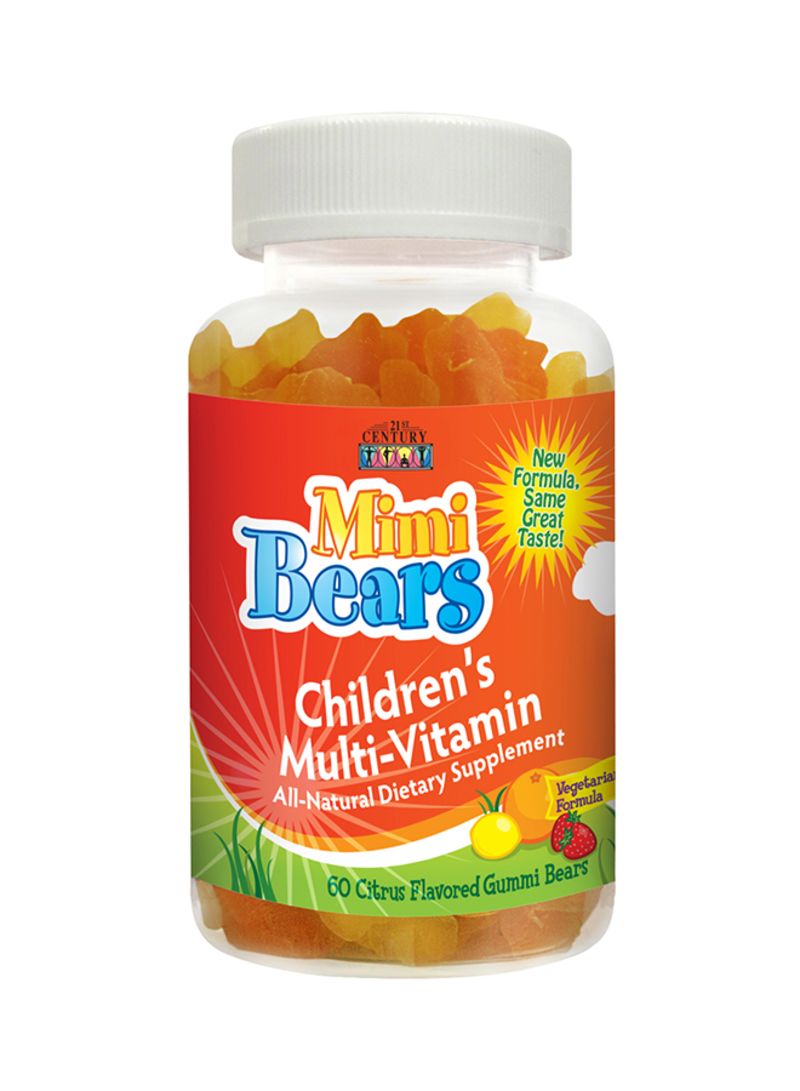 21ST
CENTURY
Mimi
Bears
New
Formula,
Same
Great
Taste!
Children's
Multi-Vitamin
All-Natural Dietary Supplement
Vegetarian
Formula
60 Citrus Flavored Gummi Bears